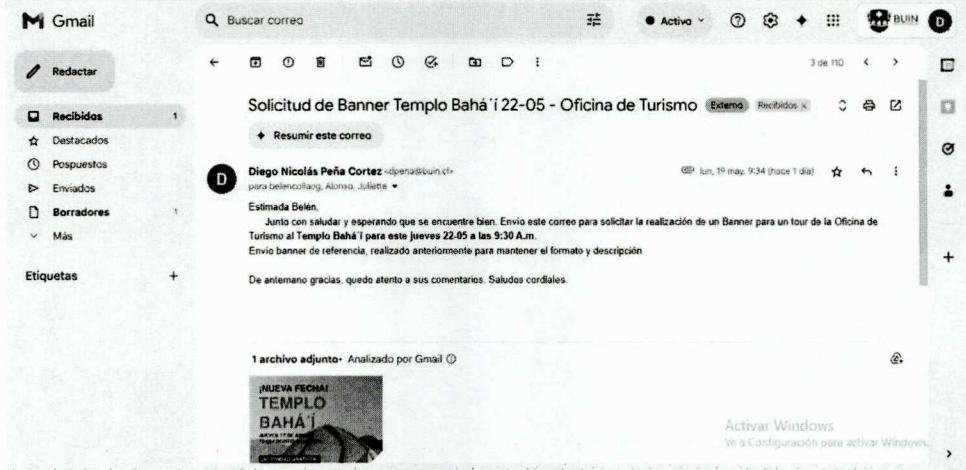 Gmail
Buscar correo
Activo
BUIN
D
Redactar
3 de 110
Recibidos 1
Destacados
Pospuestos
Enviados
Borradores 1
Más
Etiquetas
Solicitud de Banner Templo Bahá´í 22-05 - Oficina de Turismo Externo Recibidos x
Resumir este correo
D
Diego Nicolás Peña Cortez <dpena@buin.cl>
lun, 19 may, 9:34 (hace 1 día)
para belencollaog, Alonso, Juliette
Estimada Belén,
Junto con saludar y esperando que se encuentre bien. Envío este correo para solicitar la realización de un Banner para un tour de la Oficina de
Turismo al Templo Bahá´í para este jueves 22-05 a las 9:30 A.m.
Envío banner de referencia, realizado anteriormente para mantener el formato y descripción
De antemano gracias, quedo atento a sus comentarios. Saludos cordiales.
1 archivo adjunto• Analizado por Gmail
¡NUEVA FECHA!
TEMPLO
BAHÁ´Í
Activar Windows
Ve a Configuración para activar Windows.